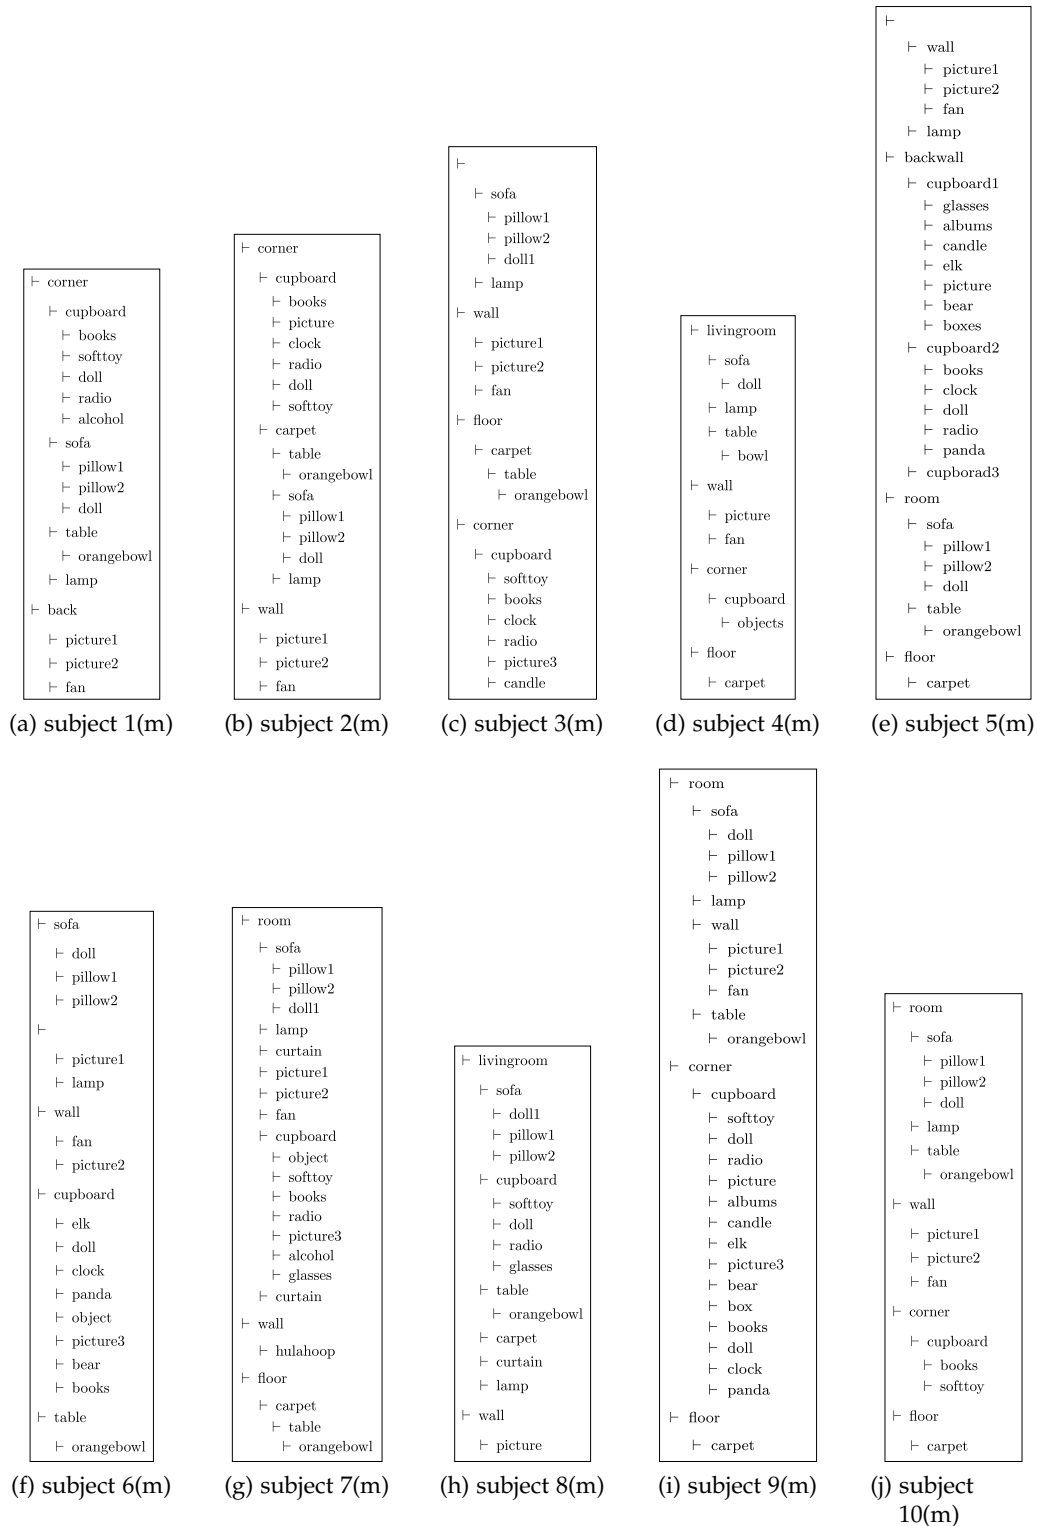 ⊢ corner
⊢ cupboard
⊢ books
⊢ softtoy
⊢ doll
⊢ radio
⊢ alcohol
⊢ sofa
⊢ pillow1
⊢ pillow2
⊢ doll
⊢ table
⊢ orangebowl
⊢ lamp
⊢ back
⊢ picture1
⊢ picture2
⊢ fan
(a) subject 1(m)
⊢ corner
⊢ cupboard
⊢ books
⊢ picture
⊢ clock
⊢ radio
⊢ doll
⊢ softtoy
⊢ carpet
⊢ table
⊢ orangebowl
⊢ sofa
⊢ pillow1
⊢ pillow2
⊢ doll
⊢ lamp
⊢ wall
⊢ picture1
⊢ picture2
⊢ fan
(b) subject 2(m)
⊢
⊢ sofa
⊢ pillow1
⊢ pillow2
⊢ doll1
⊢ lamp
⊢ wall
⊢ picture1
⊢ picture2
⊢ fan
⊢ floor
⊢ carpet
⊢ table
⊢ orangebowl
⊢ corner
⊢ cupboard
⊢ softtoy
⊢ books
⊢ clock
⊢ radio
⊢ picture3
⊢ candle
(c) subject 3(m)
⊢ livingroom
⊢ sofa
⊢ doll
⊢ lamp
⊢ table
⊢ bowl
⊢ wall
⊢ picture
⊢ fan
⊢ corner
⊢ cupboard
⊢ objects
⊢ floor
⊢ carpet
(d) subject 4(m)
⊢
⊢ wall
⊢ picture1
⊢ picture2
⊢ fan
⊢ lamp
⊢ backwall
⊢ cupboard1
⊢ glasses
⊢ albums
⊢ candle
⊢ elk
⊢ picture
⊢ bear
⊢ boxes
⊢ cupboard2
⊢ books
⊢ clock
⊢ doll
⊢ radio
⊢ panda
⊢ cupborad3
⊢ room
⊢ sofa
⊢ pillow1
⊢ pillow2
⊢ doll
⊢ table
⊢ orangebowl
⊢ floor
⊢ carpet
(e) subject 5(m)
⊢ sofa
⊢ doll
⊢ pillow1
⊢ pillow2
⊢
⊢ picture1
⊢ lamp
⊢ wall
⊢ fan
⊢ picture2
⊢ cupboard
⊢ elk
⊢ doll
⊢ clock
⊢ panda
⊢ object
⊢ picture3
⊢ bear
⊢ books
⊢ table
⊢ orangebowl
(f) subject 6(m)
⊢ room
⊢ sofa
⊢ pillow1
⊢ pillow2
⊢ doll1
⊢ lamp
⊢ curtain
⊢ picture1
⊢ picture2
⊢ fan
⊢ cupboard
⊢ object
⊢ softtoy
⊢ books
⊢ radio
⊢ picture3
⊢ alcohol
⊢ glasses
⊢ curtain
⊢ wall
⊢ hulahoop
⊢ floor
⊢ carpet
⊢ table
⊢ orangebowl
(g) subject 7(m)
⊢ livingroom
⊢ sofa
⊢ doll1
⊢ pillow1
⊢ pillow2
⊢ cupboard
⊢ softtoy
⊢ doll
⊢ radio
⊢ glasses
⊢ table
⊢ orangebowl
⊢ carpet
⊢ curtain
⊢ lamp
⊢ wall
⊢ picture
(h) subject 8(m)
⊢ room
⊢ sofa
⊢ doll
⊢ pillow1
⊢ pillow2
⊢ lamp
⊢ wall
⊢ picture1
⊢ picture2
⊢ fan
⊢ table
⊢ orangebowl
⊢ corner
⊢ cupboard
⊢ softtoy
⊢ doll
⊢ radio
⊢ picture
⊢ albums
⊢ candle
⊢ elk
⊢ picture3
⊢ bear
⊢ box
⊢ books
⊢ doll
⊢ clock
⊢ panda
⊢ floor
⊢ carpet
(i) subject 9(m)
⊢ room
⊢ sofa
⊢ pillow1
⊢ pillow2
⊢ doll
⊢ lamp
⊢ table
⊢ orangebowl
⊢ wall
⊢ picture1
⊢ picture2
⊢ fan
⊢ corner
⊢ cupboard
⊢ books
⊢ softtoy
⊢ floor
⊢ carpet
(j) subject
10(m)